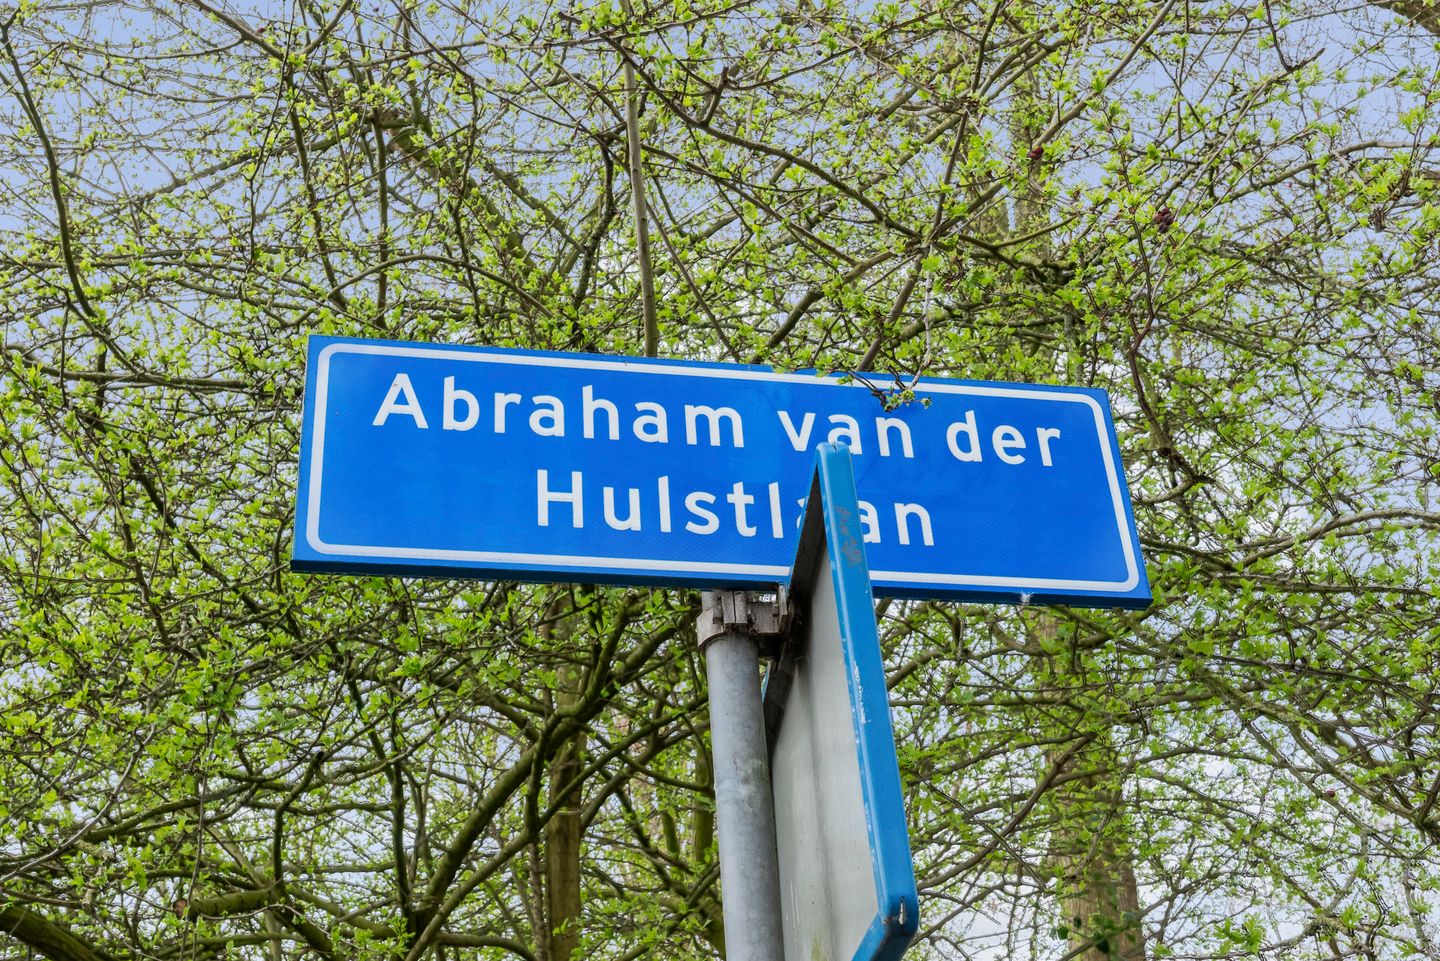 Abraham van der
Hulstlaan